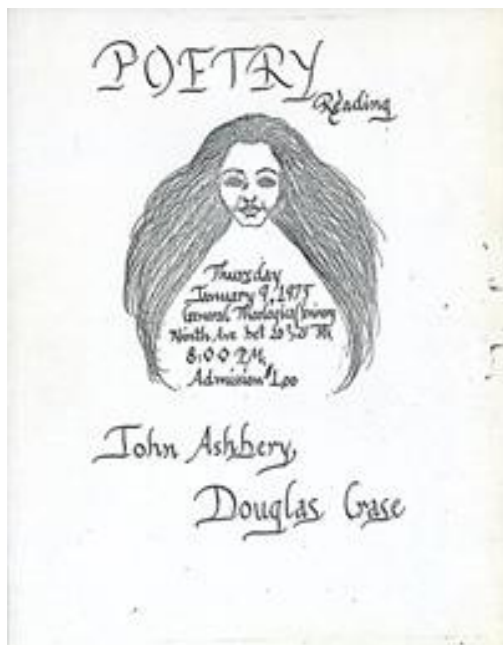 POETRY
Reading
Thursday
January 9, 1975
General Theological
Ninth Ave bet 20
8:00 P.M.
Admission $1.00
John Ashbery,
Douglas Crase